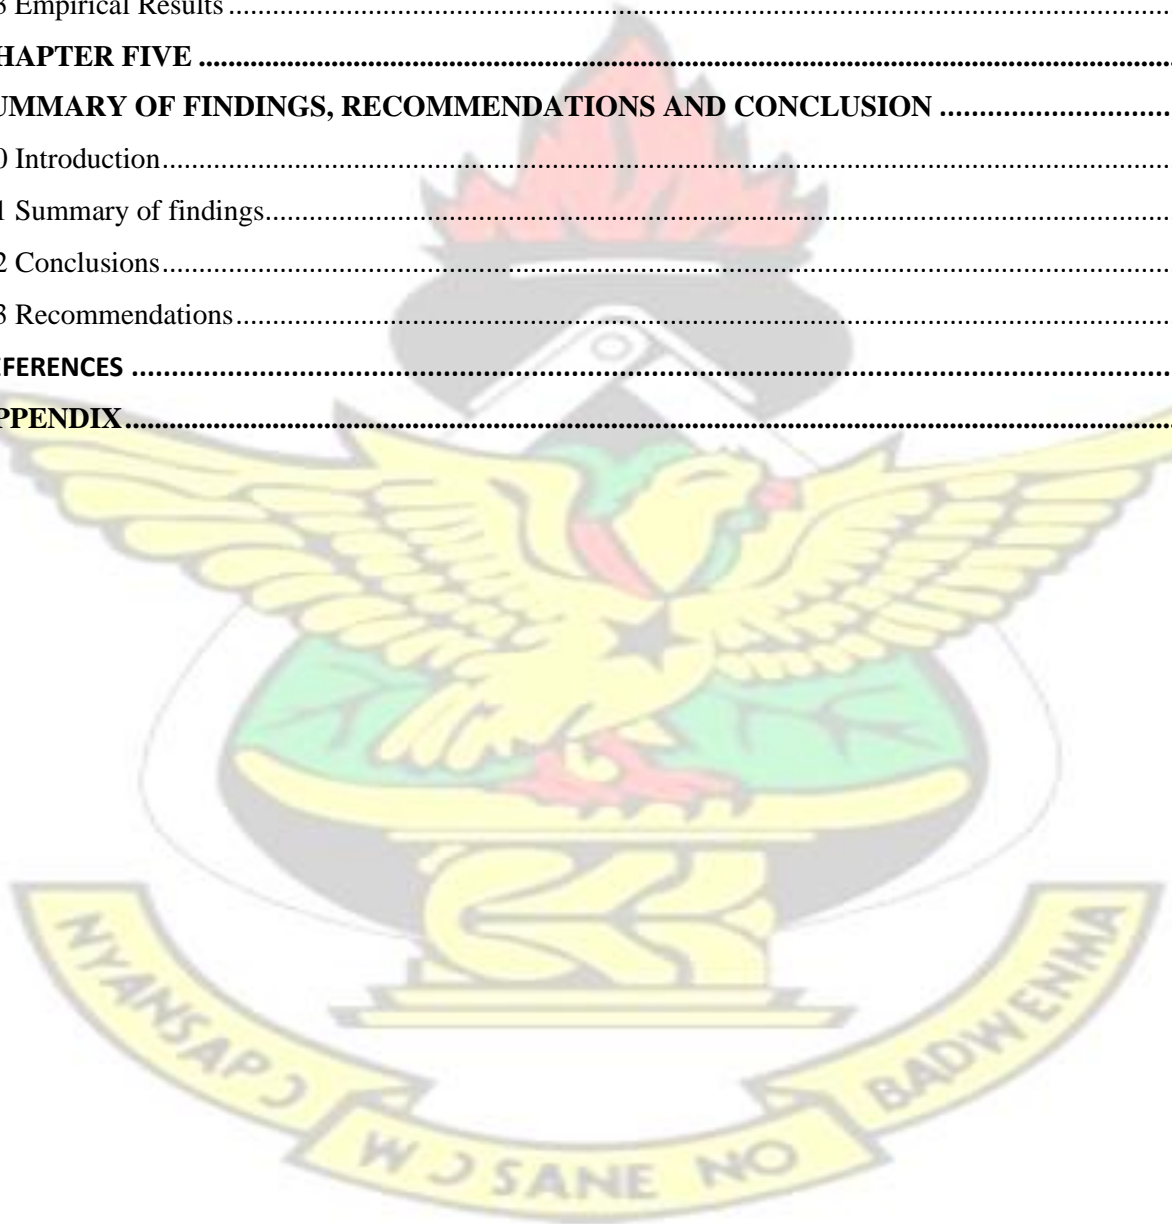 3 Empirical Results ........................................................................................................
HAPTER FIVE ........................................................................................................
UMMARY OF FINDINGS, RECOMMENDATIONS AND CONCLUSION ................................
0 Introduction ........................................................................................................
1 Summary of findings ........................................................................................................
2 Conclusions ........................................................................................................
3 Recommendations ........................................................................................................
EFERENCES ........................................................................................................
PPENDIX ........................................................................................................
NYANSAPƆ WƆSANE NO BADWENMA